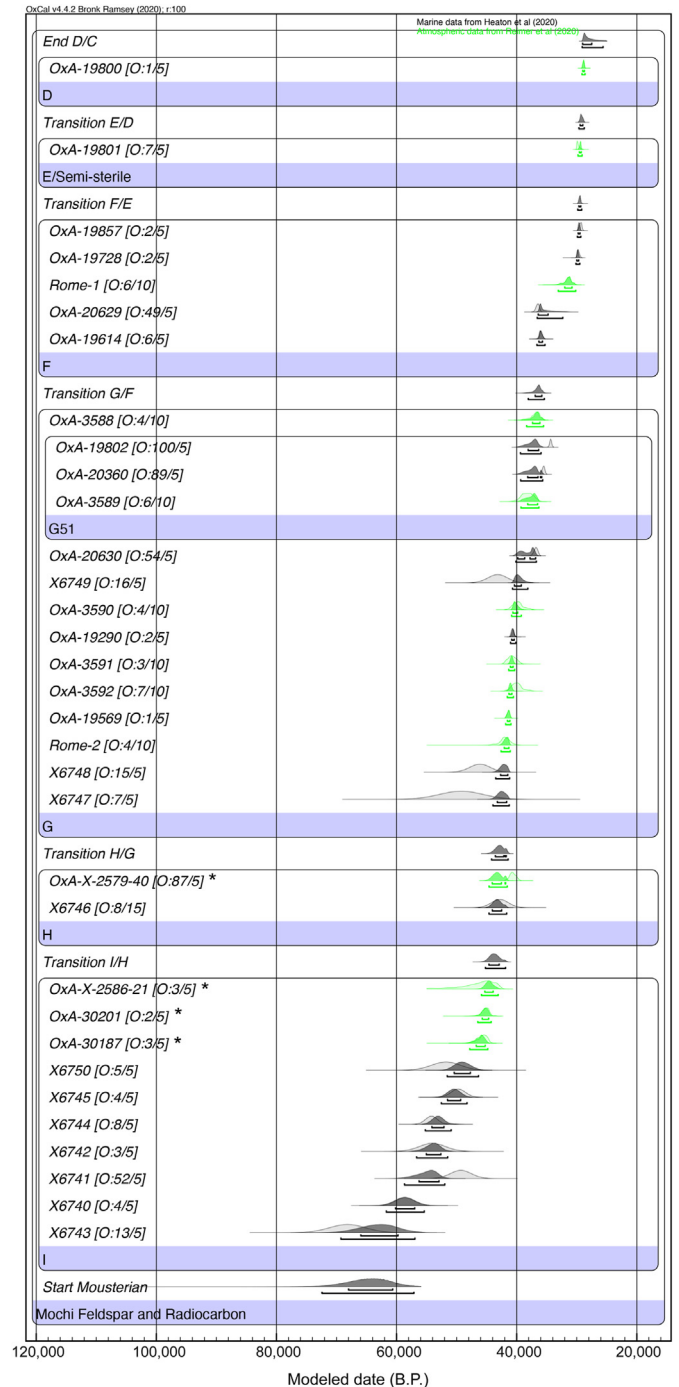 OxCal v4.4.2 Bronk Ramsey (2020); r:100
Marine data from Heaton et al (2020)
Atmospheric data from Reimer et al (2020)
End D/C
OxA-19800 [O:1/5]
D
Transition E/D
OxA-19801 [O:7/5]
E/Semi-sterile
Transition F/E
OxA-19857 [O:2/5]
OxA-19728 [O:2/5]
Rome-1 [O:6/10]
OxA-20629 [O:49/5]
OxA-19614 [O:6/5]
F
Transition G/F
OxA-3588 [O:4/10]
OxA-19802 [O:100/5]
OxA-20360 [O:89/5]
OxA-3589 [O:6/10]
G51
OxA-20630 [O:54/5]
X6749 [O:16/5]
OxA-3590 [O:4/10]
OxA-19290 [O:2/5]
OxA-3591 [O:3/10]
OxA-3592 [O:7/10]
OxA-19569 [O:1/5]
Rome-2 [O:4/10]
X6748 [O:15/5]
X6747 [O:7/5]
G
Transition H/G
OxA-X-2579-40 [O:87/5] *
X6746 [O:8/15]
H
Transition I/H
OxA-X-2586-21 [O:3/5] *
OxA-30201 [O:2/5] *
OxA-30187 [O:3/5] *
X6750 [O:5/5]
X6745 [O:4/5]
X6744 [O:8/5]
X6742 [O:3/5]
X6741 [O:52/5]
X6740 [O:4/5]
X6743 [O:13/5]
I
Start Mousterian
Mochi Feldspar and Radiocarbon
120,000 100,000 80,000 60,000 40,000 20,000
Modeled date (B.P.)